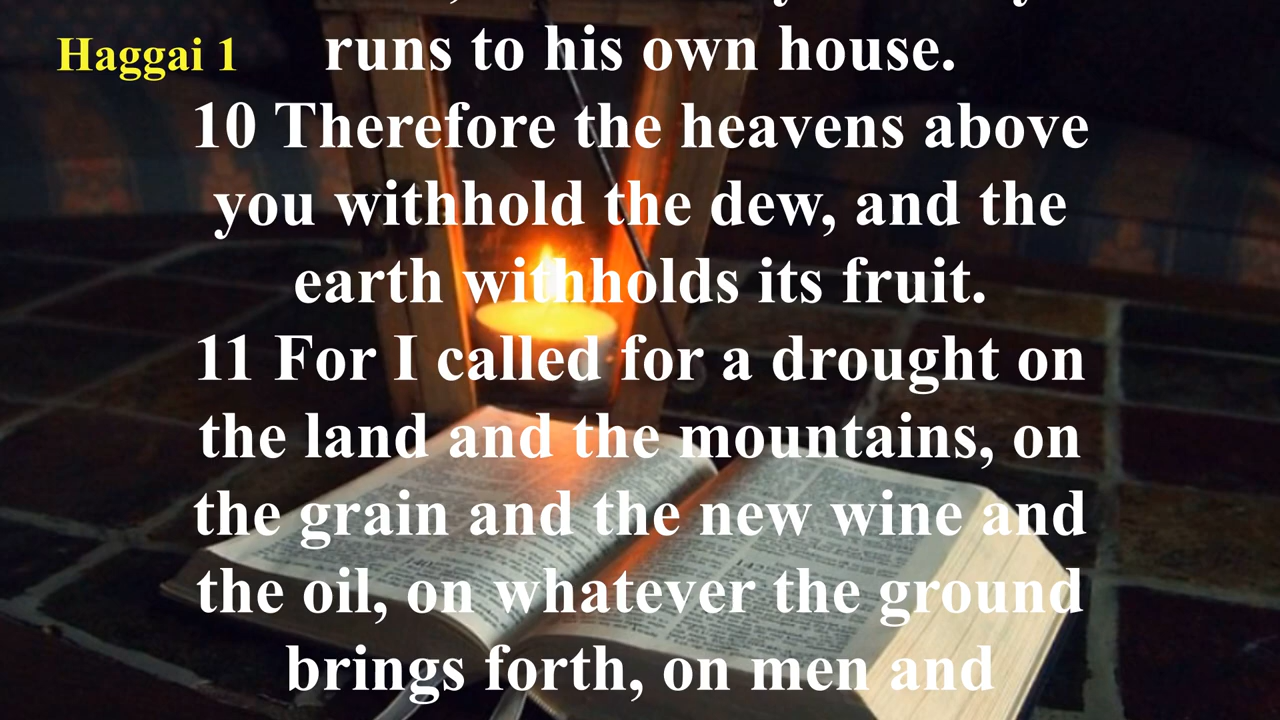 Haggai 1
runs to his own house.
10 Therefore the heavens above
you withhold the dew, and the
earth withholds its fruit.
11 For I called for a drought on
the land and the mountains, on
the grain and the new wine and
the oil, on whatever the ground
brings forth, on men and